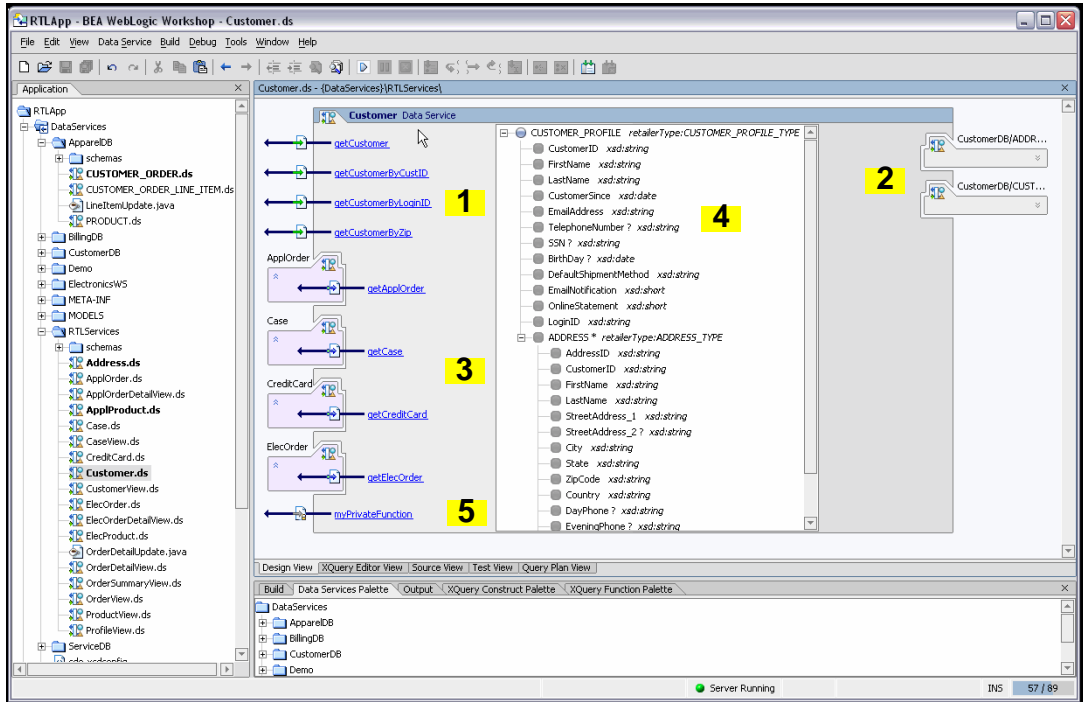 RTLApp - BEA WebLogic Workshop - Customer.ds
File Edit View Data Service Build Debug Tools Window Help
Application
Customer.ds - {DataServices}\RTLServices\
RTLApp
DataServices
ApparelDB
schemas
CUSTOMER_ORDER.ds
CUSTOMER_ORDER_LINE_ITEM.ds
LineItemUpdate.java
PRODUCT.ds
BillingDB
CustomerDB
Demo
ElectronicsWS
META-INF
MODELS
RTLServices
schemas
Address.ds
ApplOrder.ds
ApplOrderDetailView.ds
ApplProduct.ds
Case.ds
CaseView.ds
CreditCard.ds
Customer.ds
CustomerView.ds
ElecOrder.ds
ElecOrderDetailView.ds
ElecProduct.ds
OrderDetailUpdate.java
OrderDetailView.ds
OrderSummaryView.ds
OrderView.ds
ProductView.ds
ProfileView.ds
ServiceDB
Customer Data Service
getCustomer
getCustomerByCustID
getCustomerByLoginID
getCustomerByZip
1
ApplOrder
getApplOrder
Case
getCase
3
CreditCard
getCreditCard
ElecOrder
getElecOrder
myPrivateFunction
5
CUSTOMER_PROFILE retailerType:CUSTOMER_PROFILE_TYPE
CustomerID xsd:string
FirstName xsd:string
LastName xsd:string
CustomerSince xsd:date
EmailAddress xsd:string
TelephoneNumber ? xsd:string
SSN ? xsd:string
BirthDay ? xsd:date
DefaultShipmentMethod xsd:string
EmailNotification xsd:short
OnlineStatement xsd:short
LoginID xsd:string
ADDRESS * retailerType:ADDRESS_TYPE
AddressID xsd:string
CustomerID xsd:string
FirstName xsd:string
LastName xsd:string
StreetAddress_1 xsd:string
StreetAddress_2 ? xsd:string
City xsd:string
State xsd:string
ZipCode xsd:string
Country xsd:string
DayPhone ? xsd:string
EveningPhone ? xsd:string
4
2
CustomerDB/ADDR...
CustomerDB/CUST...
Design View XQuery Editor View Source View Test View Query Plan View
Build Data Services Palette Output XQuery Construct Palette XQuery Function Palette
DataServices
ApparelDB
BillingDB
CustomerDB
Demo
Server Running INS 57 / 89